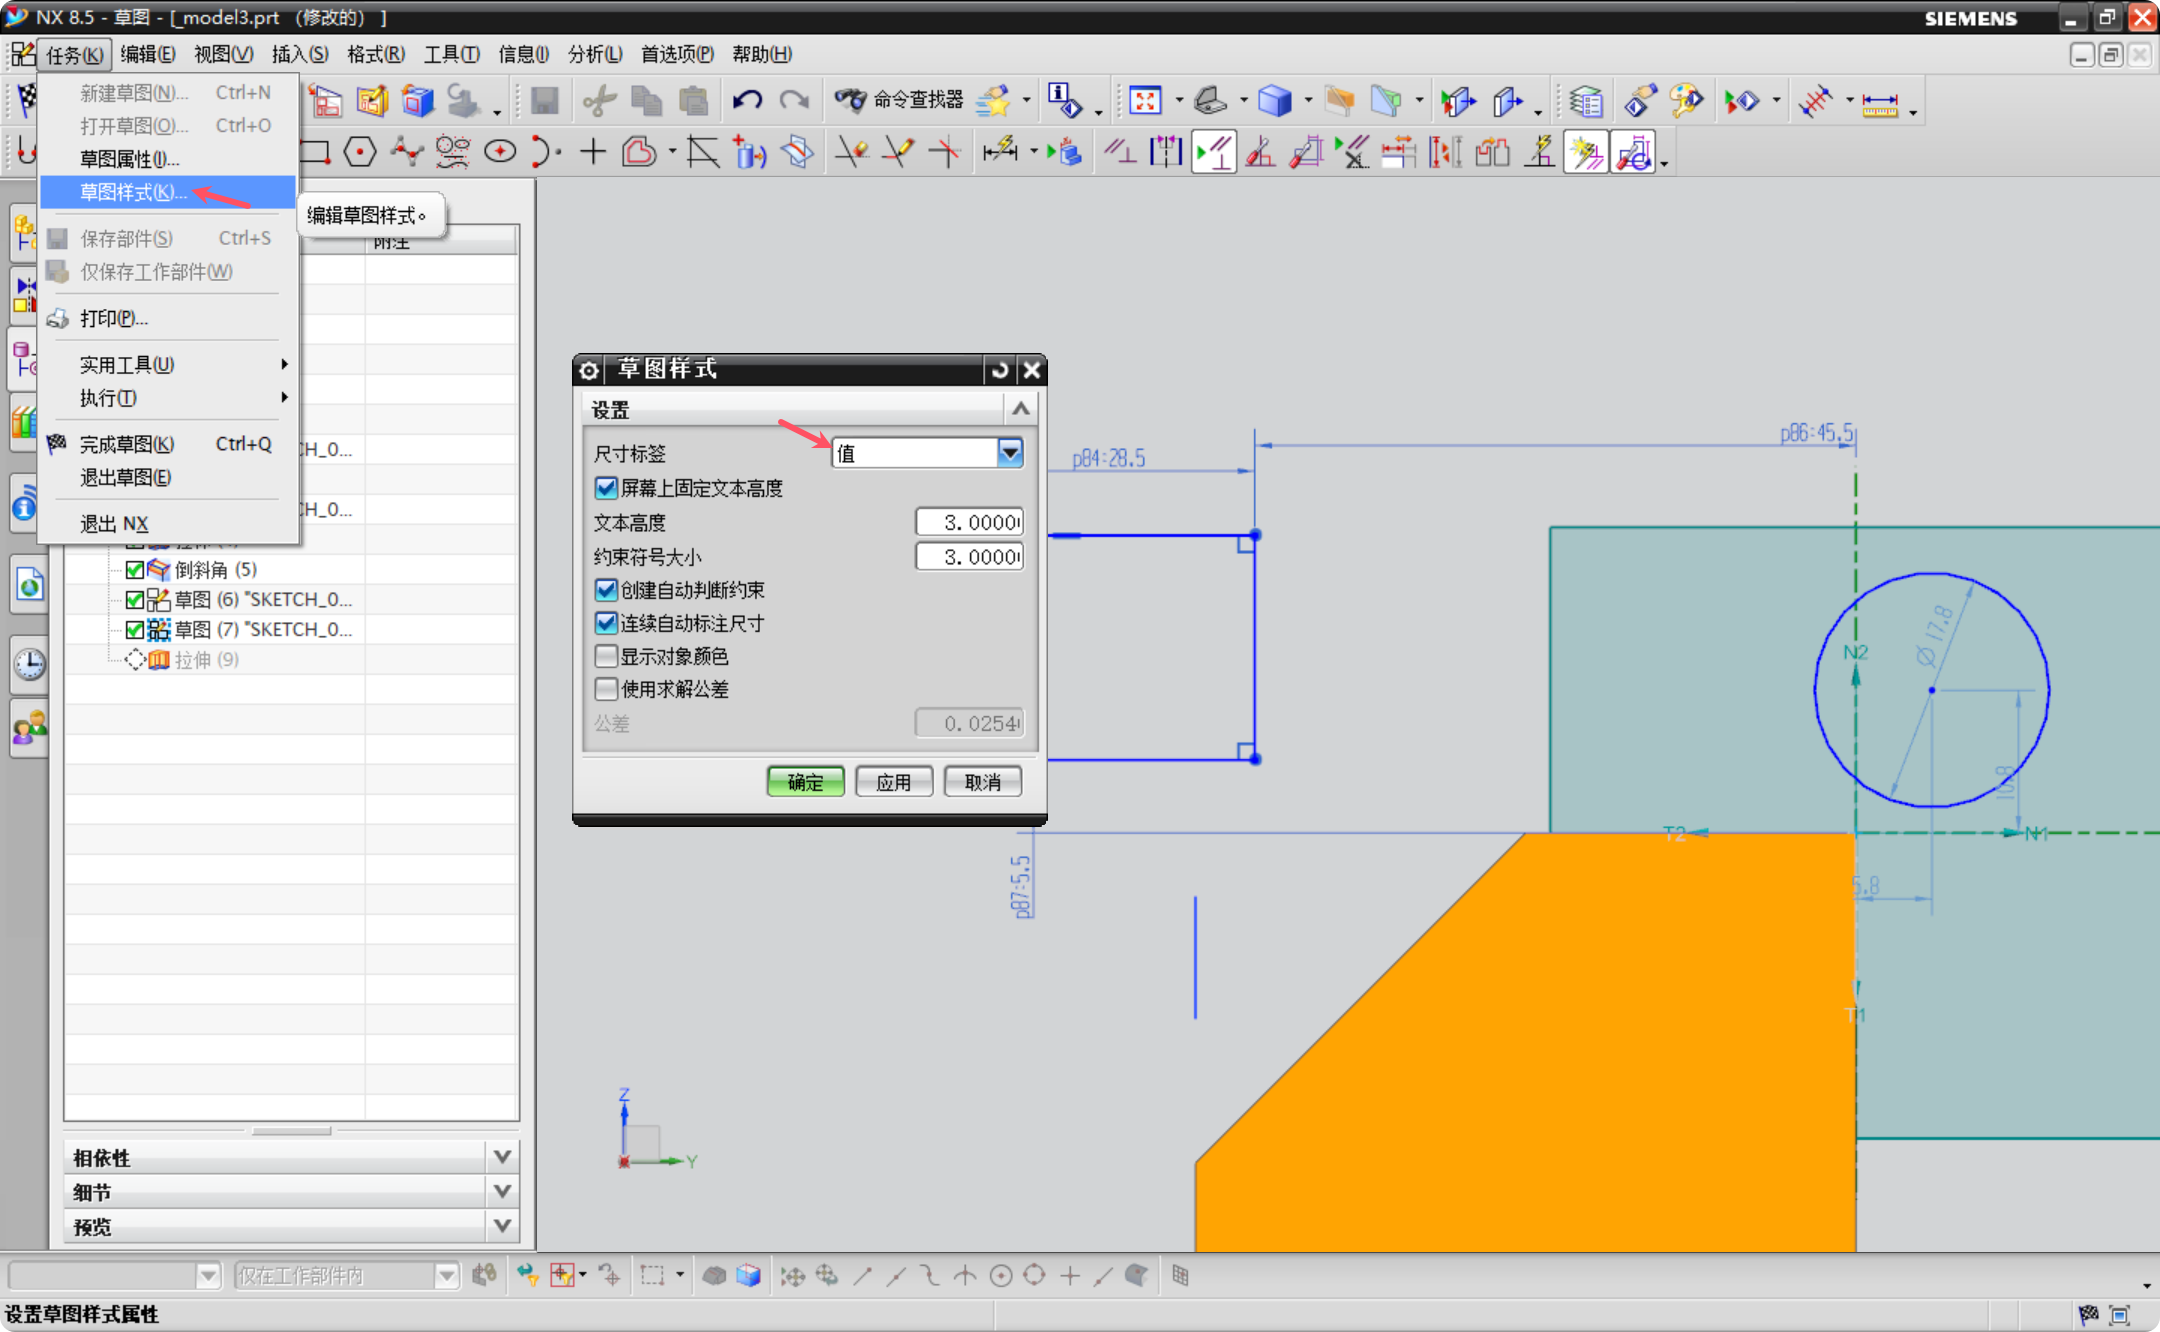 NX 8.5 - 草图 - [_model3.prt （修改的） ]
SIEMENS
任务(K) 编辑(E) 视图(V) 插入(S) 格式(R) 工具(T) 信息(I) 分析(L) 首选项(P) 帮助(H)
新建草图(N)... Ctrl+N
打开草图(O)... Ctrl+O
草图属性(I)...
草图样式(K)...
保存部件(S) Ctrl+S
仅保存工作部件(W)
打印(P)...
实用工具(U)
执行(T)
完成草图(K) Ctrl+Q
退出草图(E)
退出 NX
命令查找器
编辑草图样式。
附注
CH_0...
CH_0...
倒斜角 (5)
草图 (6) "SKETCH_0...
草图 (7) "SKETCH_0...
拉伸 (9)
相依性
细节
预览
草图样式
设置
尺寸标签 值
屏幕上固定文本高度
文本高度 3.0000
约束符号大小 3.0000
创建自动判断约束
连续自动标注尺寸
显示对象颜色
使用求解公差
公差 0.0254
确定 应用 取消
p84:28.5
p86:45.5
p87:5.5
Ø 17.8
10.8
5.8
N2
T2
N1
T1
Z
Y
仅在工作部件内
设置草图样式属性